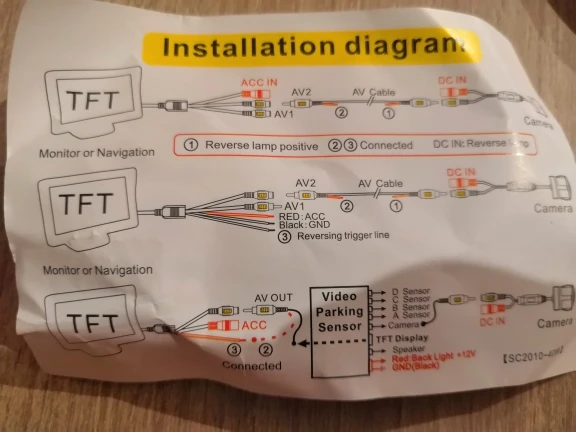 Installation diagram
TFT
ACC IN
AV1
AV2
②
AV Cable
①
DC IN
Camera
Monitor or Navigation
① Reverse lamp positive ②③ Connected DC IN: Reverse lamp
TFT
AV1
RED:ACC
Black:GND
③ Reversing trigger line
AV2
②
AV Cable
①
DC IN
Camera
Monitor or Navigation
TFT
AV OUT
ACC
③ ②
Connected
Video
Parking
Sensor
D Sensor
C Sensor
B Sensor
A Sensor
Camera
TFT Display
Speaker
Red:Back Light +12V
GND(Black)
DC IN
Camera